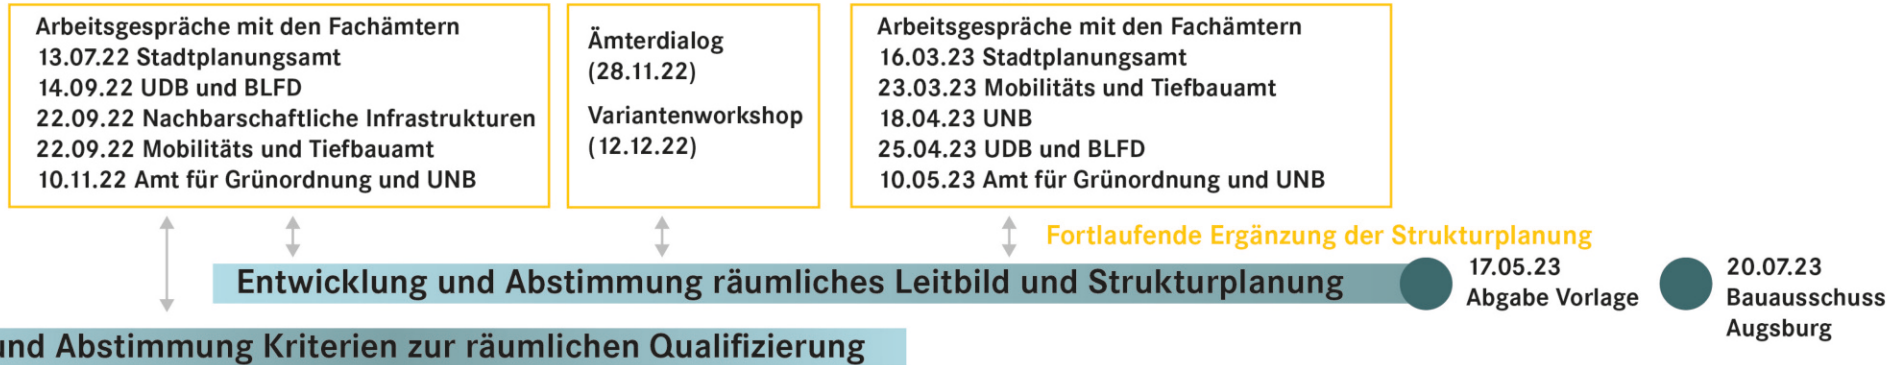 Arbeitsgespräche mit den Fachämtern
13.07.22 Stadtplanungsamt
14.09.22 UDB und BLFD
22.09.22 Nachbarschaftliche Infrastrukturen
22.09.22 Mobilitäts und Tiefbauamt
10.11.22 Amt für Grünordnung und UNB
Ämterdialog
(28.11.22)
Variantenworkshop
(12.12.22)
Arbeitsgespräche mit den Fachämtern
16.03.23 Stadtplanungsamt
23.03.23 Mobilitäts und Tiefbauamt
18.04.23 UNB
25.04.23 UDB und BLFD
10.05.23 Amt für Grünordnung und UNB
Fortlaufende Ergänzung der Strukturplanung
Entwicklung und Abstimmung räumliches Leitbild und Strukturplanung
17.05.23
Abgabe Vorlage
20.07.23
Bauausschuss
Augsburg
und Abstimmung Kriterien zur räumlichen Qualifizierung